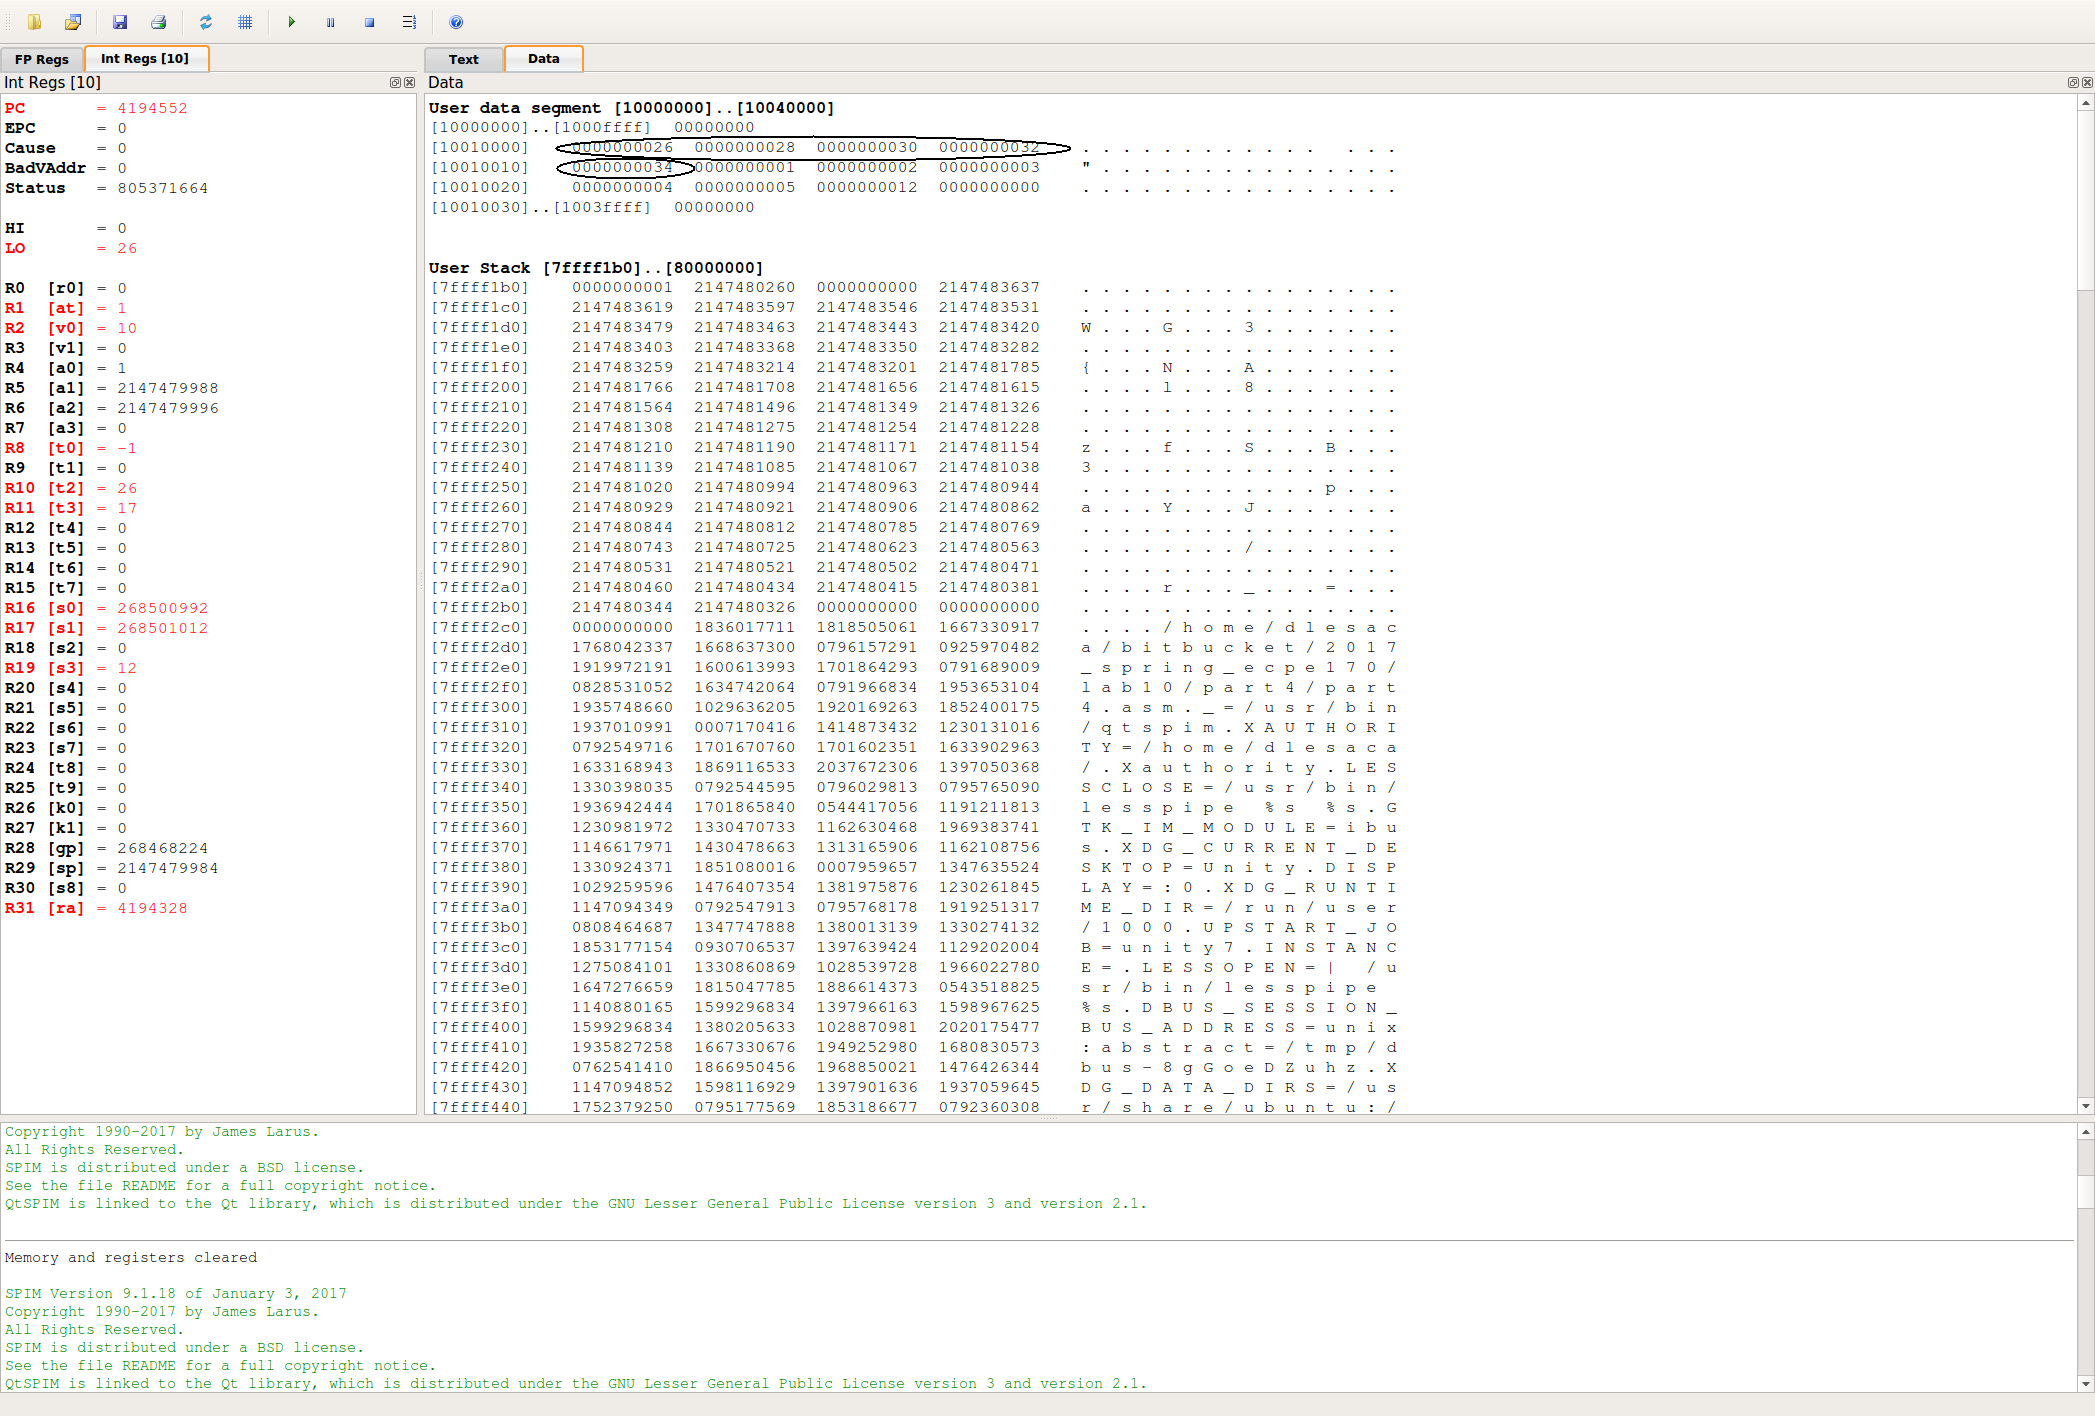 FP Regs
Int Regs [10]
Text
Data
Int Regs [10]
Data
PC = 4194552
EPC = 0
Cause = 0
BadVAddr = 0
Status = 805371664
HI = 0
LO = 26
R0 [r0] = 0
R1 [at] = 1
R2 [v0] = 10
R3 [v1] = 0
R4 [a0] = 1
R5 [a1] = 2147479988
R6 [a2] = 2147479996
R7 [a3] = 0
R8 [t0] = -1
R9 [t1] = 0
R10 [t2] = 26
R11 [t3] = 17
R12 [t4] = 0
R13 [t5] = 0
R14 [t6] = 0
R15 [t7] = 0
R16 [s0] = 268500992
R17 [s1] = 268501012
R18 [s2] = 0
R19 [s3] = 12
R20 [s4] = 0
R21 [s5] = 0
R22 [s6] = 0
R23 [s7] = 0
R24 [t8] = 0
R25 [t9] = 0
R26 [k0] = 0
R27 [k1] = 0
R28 [gp] = 268468224
R29 [sp] = 2147479984
R30 [s8] = 0
R31 [ra] = 4194328
User data segment [10000000]..[10040000]
[10000000]..[1000ffff] 00000000
[10010000] 0000000026 0000000028 0000000030 0000000032 . . . . . . . . . . . .   . . .
[10010010] 0000000034 0000000001 0000000002 0000000003 " . . . . . . . . . . . . . . .
[10010020] 0000000004 0000000005 0000000012 0000000000 . . . . . . . . . . . . . . . .
[10010030]..[1003ffff] 00000000
User Stack [7ffff1b0]..[80000000]
[7ffff1b0] 0000000001 2147480260 0000000000 2147483637 . . . . . . . . . . . . . . . .
[7ffff1c0] 2147483619 2147483597 2147483546 2147483531 . . . . . . . . . . . . . . . .
[7ffff1d0] 2147483479 2147483463 2147483443 2147483420 W . . . G . . . 3 . . . . . . .
[7ffff1e0] 2147483403 2147483368 2147483350 2147483282 . . . . . . . . . . . . . . . .
[7ffff1f0] 2147483259 2147483214 2147483201 2147481785 { . . . N . . . A . . . . . . .
[7ffff200] 2147481766 2147481708 2147481656 2147481615 . . . . l . . . 8 . . . . . . .
[7ffff210] 2147481564 2147481496 2147481349 2147481326 . . . . . . . . . . . . . . . .
[7ffff220] 2147481308 2147481275 2147481254 2147481228 . . . . . . . . . . . . . . . .
[7ffff230] 2147481210 2147481190 2147481171 2147481154 z . . . f . . . S . . . B . . .
[7ffff240] 2147481139 2147481085 2147481067 2147481038 3 . . . . . . . . . . . . . . .
[7ffff250] 2147481020 2147480994 2147480963 2147480944 . . . . . . . . . . . . p . . .
[7ffff260] 2147480929 2147480921 2147480906 2147480862 a . . . Y . . . J . . . . . . .
[7ffff270] 2147480844 2147480812 2147480785 2147480769 . . . . . . . . . . . . . . . .
[7ffff280] 2147480743 2147480725 2147480623 2147480563 . . . . . . . . / . . . . . . .
[7ffff290] 2147480531 2147480521 2147480502 2147480471 . . . . . . . . . . . . . . . .
[7ffff2a0] 2147480460 2147480434 2147480415 2147480381 . . . . r . . . _ . . . = . . .
[7ffff2b0] 2147480344 2147480326 0000000000 0000000000 . . . . . . . . . . . . . . . .
[7ffff2c0] 0000000000 1836017711 1818505061 1667330917 . . . . / h o m e / d l e s a c
[7ffff2d0] 1768042337 1668637300 0796157291 0925970482 a / b i t b u c k e t / 2 0 1 7
[7ffff2e0] 1919972191 1600613993 1701864293 0791689009 _ s p r i n g _ e c p e 1 7 0 /
[7ffff2f0] 0828531052 1634742064 0791966834 1953653104 l a b 1 0 / p a r t 4 / p a r t
[7ffff300] 1935748660 1029636205 1920169263 1852400175 4 . a s m . _ = / u s r / b i n
[7ffff310] 1937010991 0007170416 1414873432 1230131016 / q t s p i m . X A U T H O R I
[7ffff320] 0792549716 1701670760 1701602351 1633902963 T Y = / h o m e / d l e s a c a
[7ffff330] 1633168943 1869116533 2037672306 1397050368 / . X a u t h o r i t y . L E S
[7ffff340] 1330398035 0792544595 0796029813 0795765090 S C L O S E = / u s r / b i n /
[7ffff350] 1936942444 1701865840 0544417056 1191211813 l e s s p i p e   % s   % s . G
[7ffff360] 1230981972 1330470733 1162630468 1969383741 T K _ I M _ M O D U L E = i b u
[7ffff370] 1146617971 1430478663 1313165906 1162108756 s . X D G _ C U R R E N T _ D E
[7ffff380] 1330924371 1851080016 0007959657 1347635524 S K T O P = U n i t y . D I S P
[7ffff390] 1029259596 1476407354 1381975876 1230261845 L A Y = : 0 . X D G _ R U N T I
[7ffff3a0] 1147094349 0792547913 0795768178 1919251317 M E _ D I R = / r u n / u s e r
[7ffff3b0] 0808464687 1347747888 1380013139 1330274132 / 1 0 0 0 . U P S T A R T _ J O
[7ffff3c0] 1853177154 0930706537 1397639424 1129202004 B = u n i t y 7 . I N S T A N C
[7ffff3d0] 1275084101 1330860869 1028539728 1966022780 E = . L E S S O P E N = |   / u
[7ffff3e0] 1647276659 1815047785 1886614373 0543518825 s r / b i n / l e s s p i p e
[7ffff3f0] 1140880165 1599296834 1397966163 1598967625 % s . D B U S _ S E S S I O N _
[7ffff400] 1599296834 1380205633 1028870981 2020175477 B U S _ A D D R E S S = u n i x
[7ffff410] 1935827258 1667330676 1949252980 1680830573 : a b s t r a c t = / t m p / d
[7ffff420] 0762541410 1866950456 1968850021 1476426344 b u s - 8 g G o e D Z u h z . X
[7ffff430] 1147094852 1598116929 1397901636 1937059645 D G _ D A T A _ D I R S = / u s
[7ffff440] 1752379250 0795177569 1853186677 0792360308 r / s h a r e / u b u n t u : /
Copyright 1990-2017 by James Larus.
All Rights Reserved.
SPIM is distributed under a BSD license.
See the file README for a full copyright notice.
QtSPIM is linked to the Qt library, which is distributed under the GNU Lesser General Public License version 3 and version 2.1.
Memory and registers cleared
SPIM Version 9.1.18 of January 3, 2017
Copyright 1990-2017 by James Larus.
All Rights Reserved.
SPIM is distributed under a BSD license.
See the file README for a full copyright notice.
QtSPIM is linked to the Qt library, which is distributed under the GNU Lesser General Public License version 3 and version 2.1.